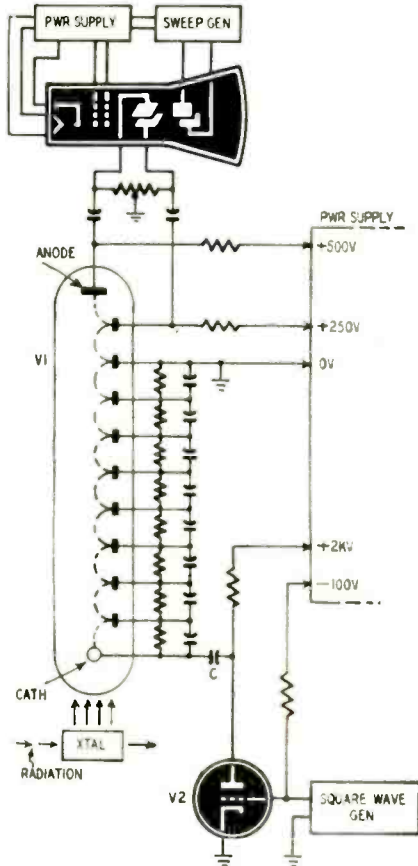 PWR SUPPLY
SWEEP GEN
PWR SUPPLY
+500V
ANODE
+250V
V1
0V
+2KV
-100V
CATH
C
XTAL
RADIATION
V2
SQUARE WAVE
GEN